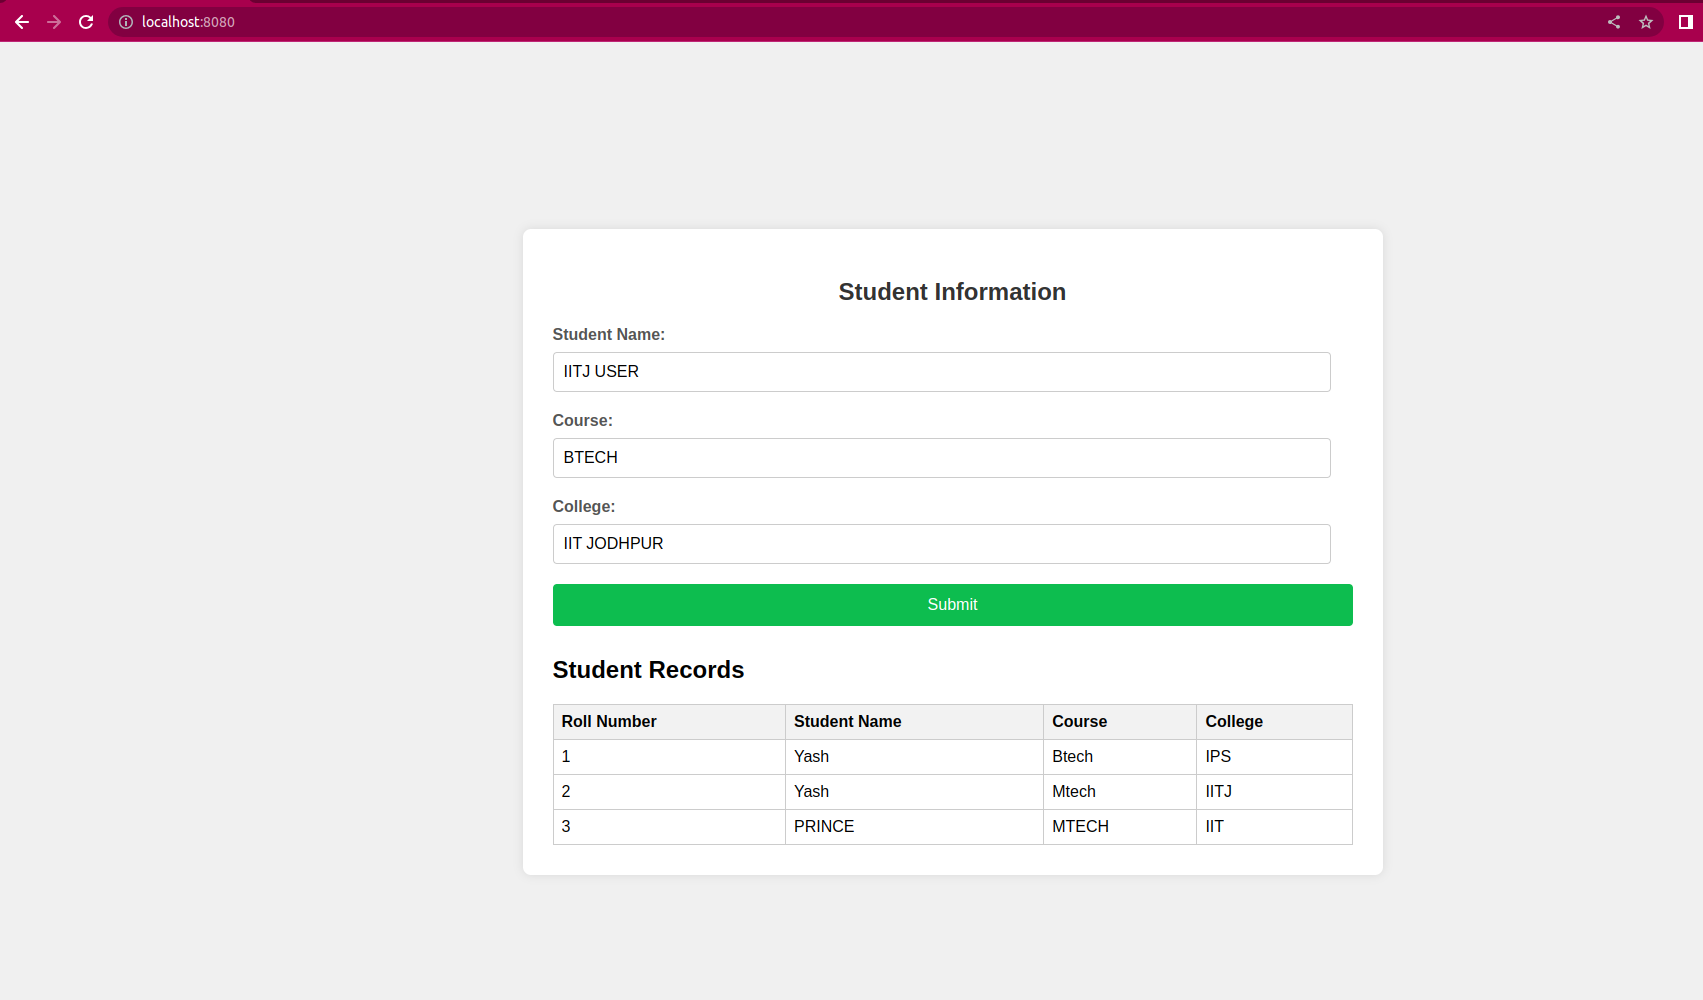 localhost:8080
Student Information
Student Name:
IITJ USER
Course:
BTECH
College:
IIT JODHPUR
Submit
Student Records
Roll Number Student Name Course College
1 Yash Btech IPS
2 Yash Mtech IITJ
3 PRINCE MTECH IIT